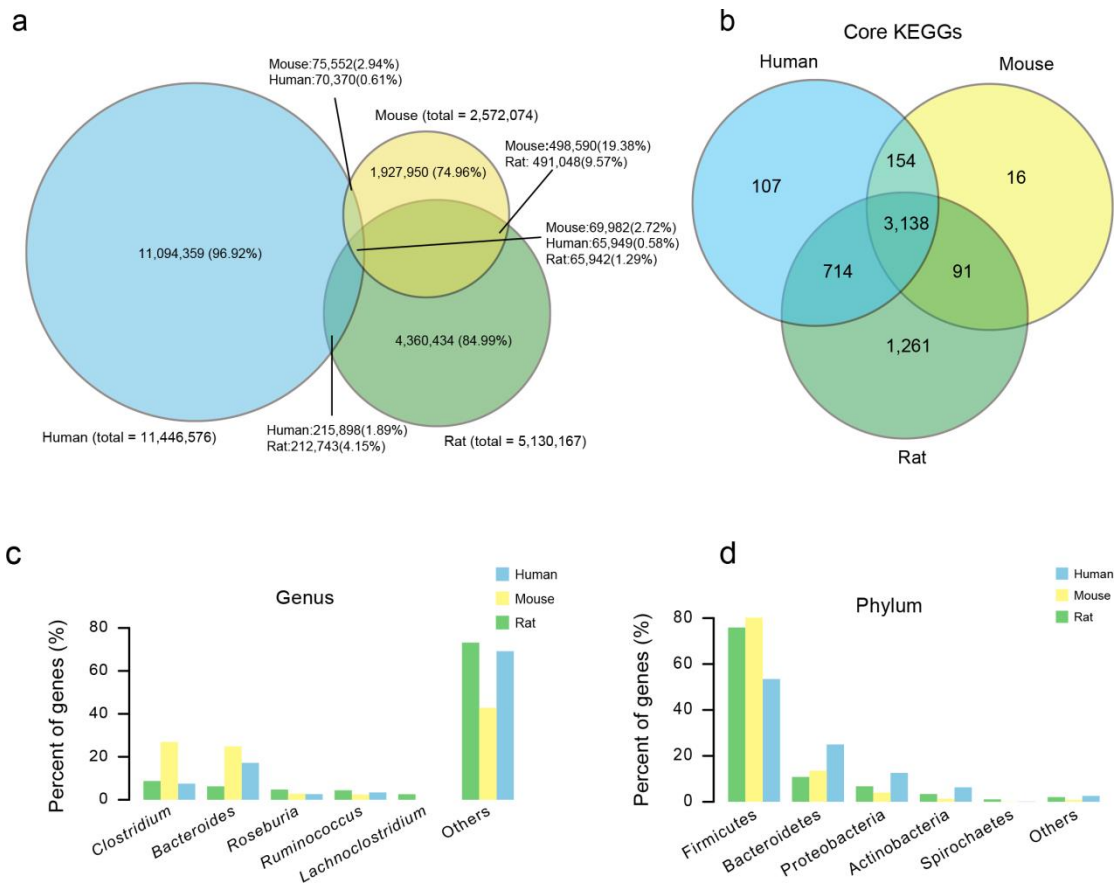 a
Mouse:75,552(2.94%)
Human:70,370(0.61%)
Mouse (total = 2,572,074)
Mouse:498,590(19.38%)
Rat: 491,048(9.57%)
1,927,950 (74.96%)
Mouse:69,982(2.72%)
Human:65,949(0.58%)
Rat:65,942(1.29%)
11,094,359 (96.92%)
4,360,434 (84.99%)
Human:215,898(1.89%)
Rat:212,743(4.15%)
Human (total = 11,446,576)
Rat (total = 5,130,167)
b
Core KEGGs
Human
Mouse
154
107
16
3,138
714
91
1,261
Rat
c
Genus
Human
Mouse
Rat
Percent of genes (%)
80
60
40
20
0
Clostridium
Bacteroides
Roseburia
Ruminococcus
Lachnoclostridium
Others
d
Phylum
Human
Mouse
Rat
Percent of genes (%)
80
60
40
20
0
Firmicutes
Bacteroidetes
Proteobacteria
Actinobacteria
Spirochaetes
Others